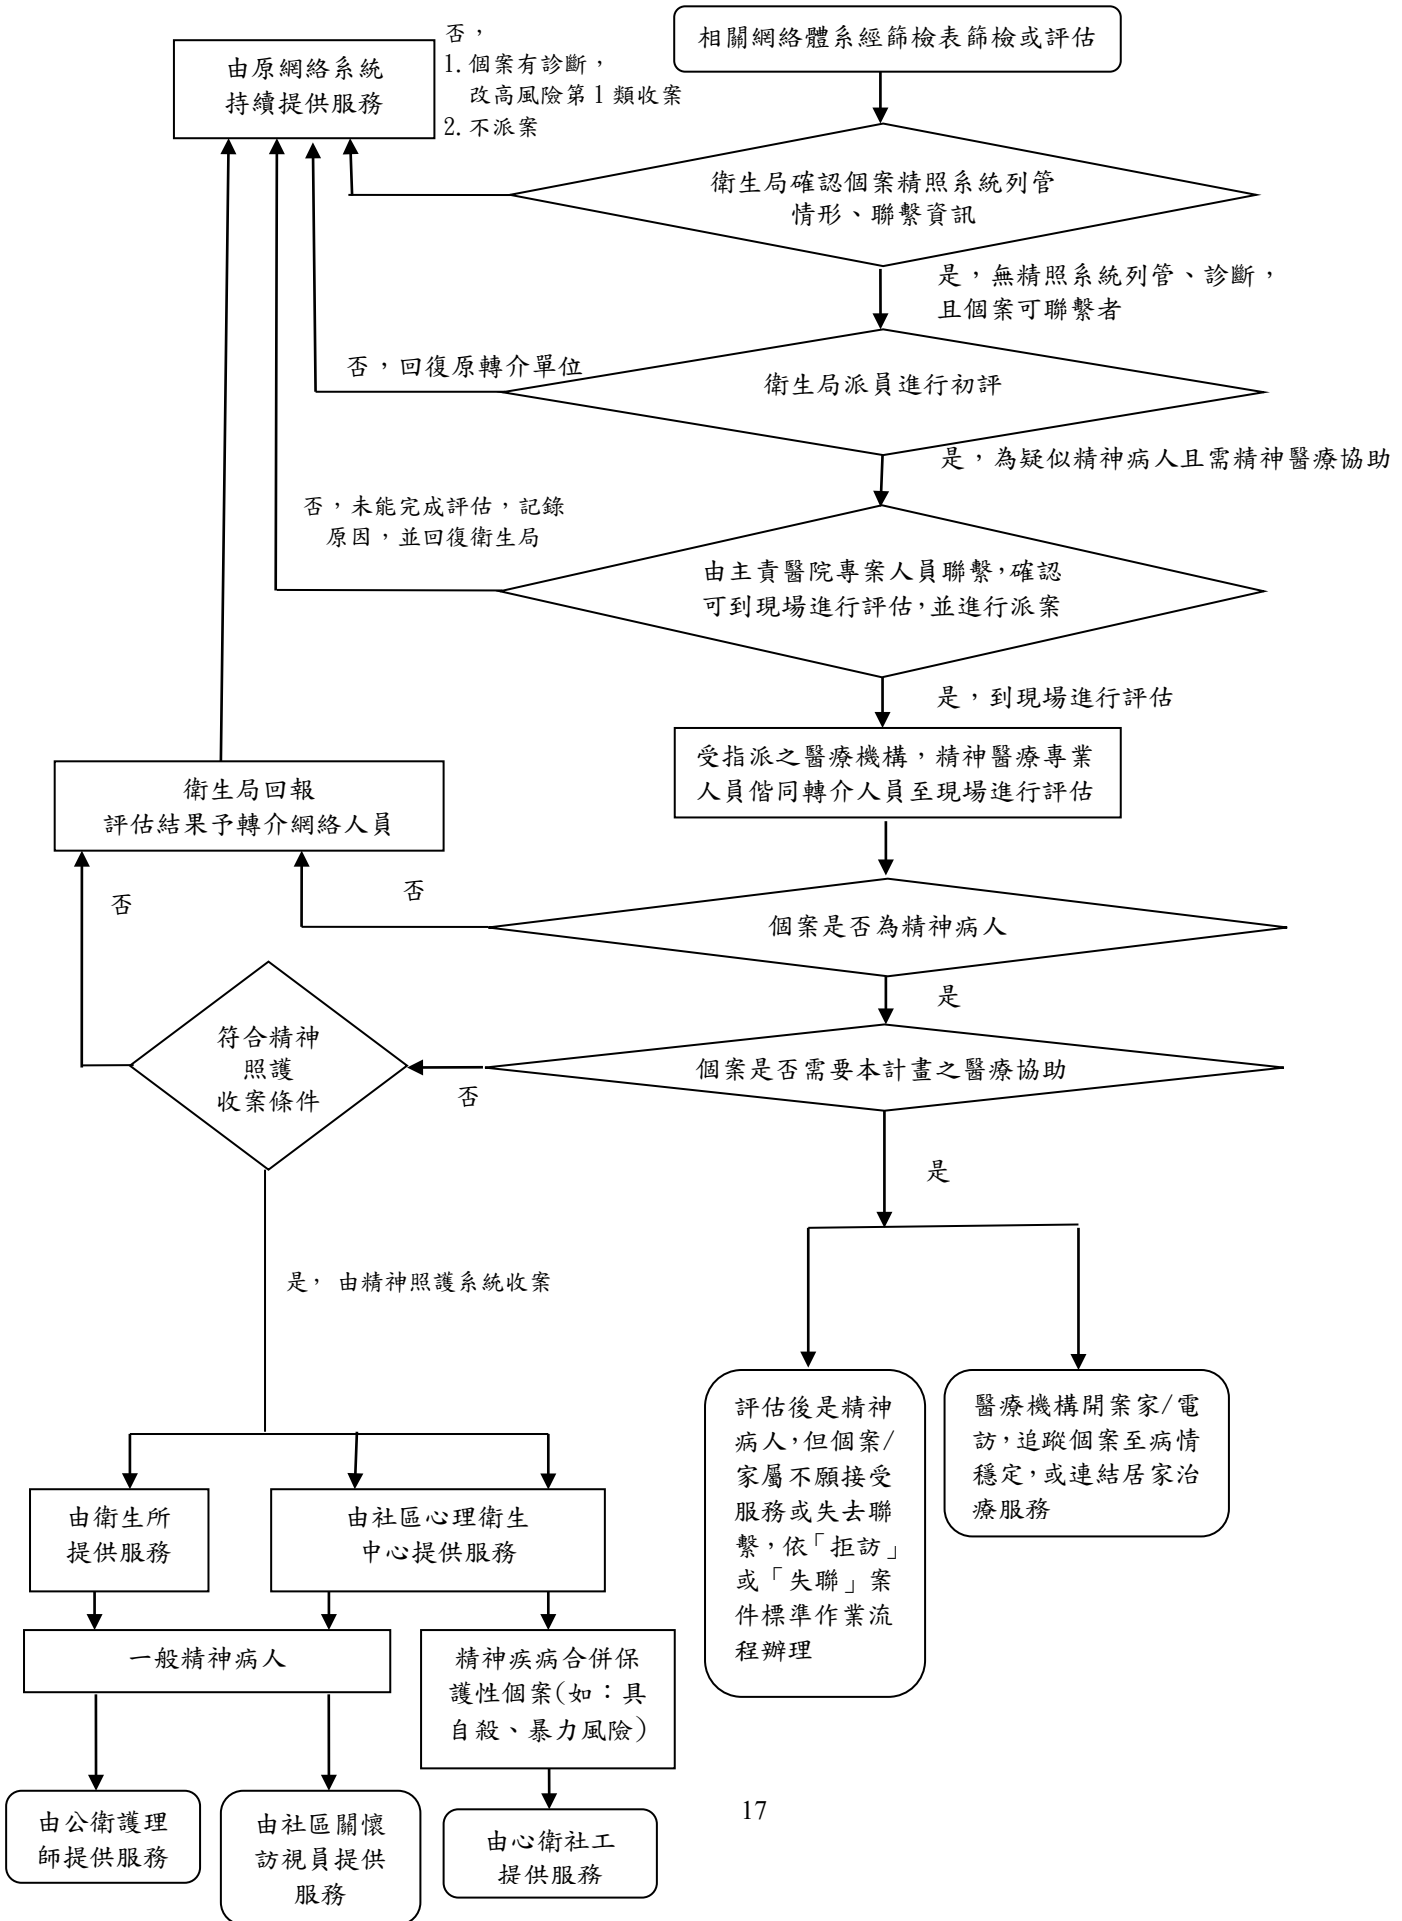 相關網絡體系經篩檢表篩檢或評估
由原網絡系統
持續提供服務
否，
1.個案有診斷，
改高風險第1類收案
2.不派案
衛生局確認個案精照系統列管
情形、聯繫資訊
是，無精照系統列管、診斷，
且個案可聯繫者
否，回復原轉介單位
衛生局派員進行初評
是，為疑似精神病人且需精神醫療協助
否，未能完成評估，記錄
原因，並回復衛生局
由主責醫院專案人員聯繫，確認
可到現場進行評估，並進行派案
是，到現場進行評估
受指派之醫療機構，精神醫療專業
人員偕同轉介人員至現場進行評估
衛生局回報
評估結果予轉介網絡人員
否
否
個案是否為精神病人
是
符合精神
照護
收案條件
否
個案是否需要本計畫之醫療協助
是
是， 由精神照護系統收案
評估後是精神
病人，但個案/
家屬不願接受
服務或失去聯
繫，依「拒訪」
或「失聯」案
件標準作業流
程辦理
醫療機構開案家/電
訪，追蹤個案至病情
穩定，或連結居家治
療服務
由衛生所
提供服務
由社區心理衛生
中心提供服務
一般精神病人
精神疾病合併保
護性個案(如：具
自殺、暴力風險)
由公衛護理
師提供服務
由社區關懷
訪視員提供
服務
由心衛社工
提供服務
17